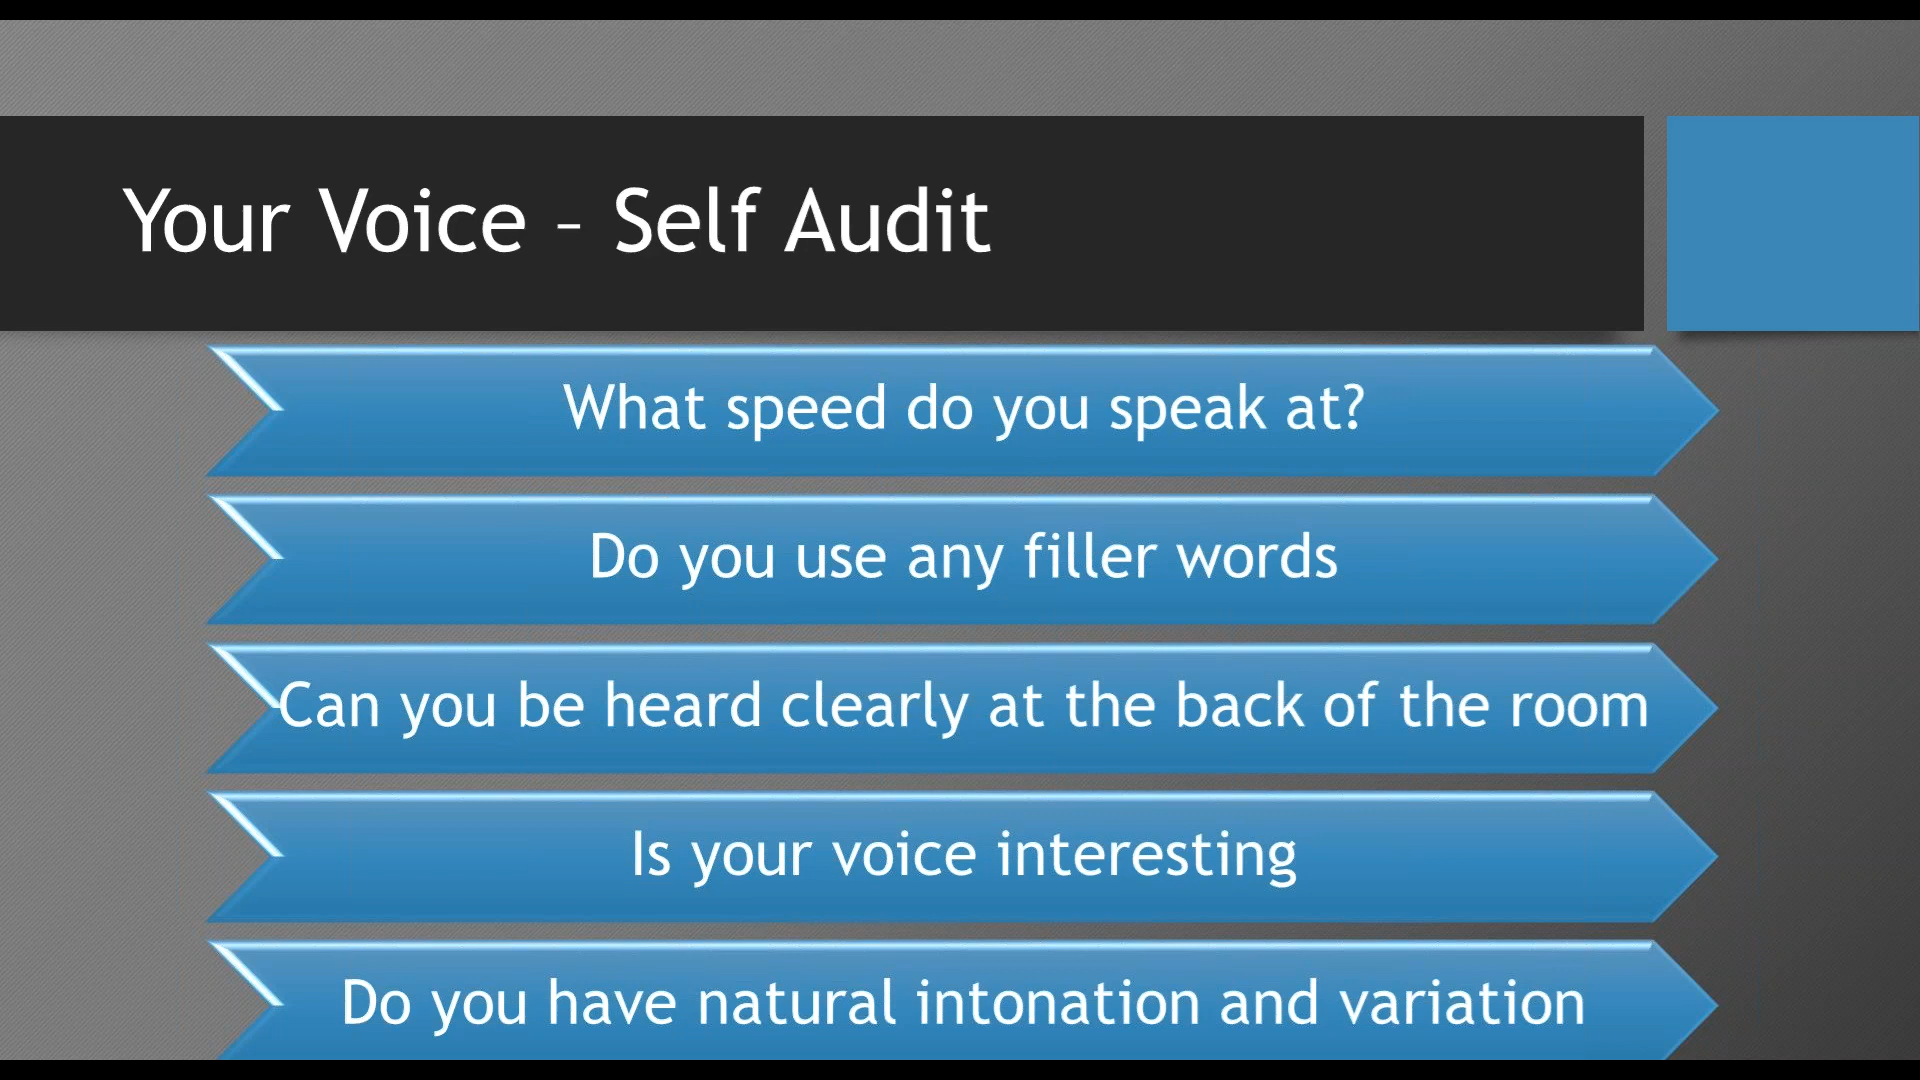 Your Voice – Self Audit
What speed do you speak at?
Do you use any filler words
Can you be heard clearly at the back of the room
Is your voice interesting
Do you have natural intonation and variation